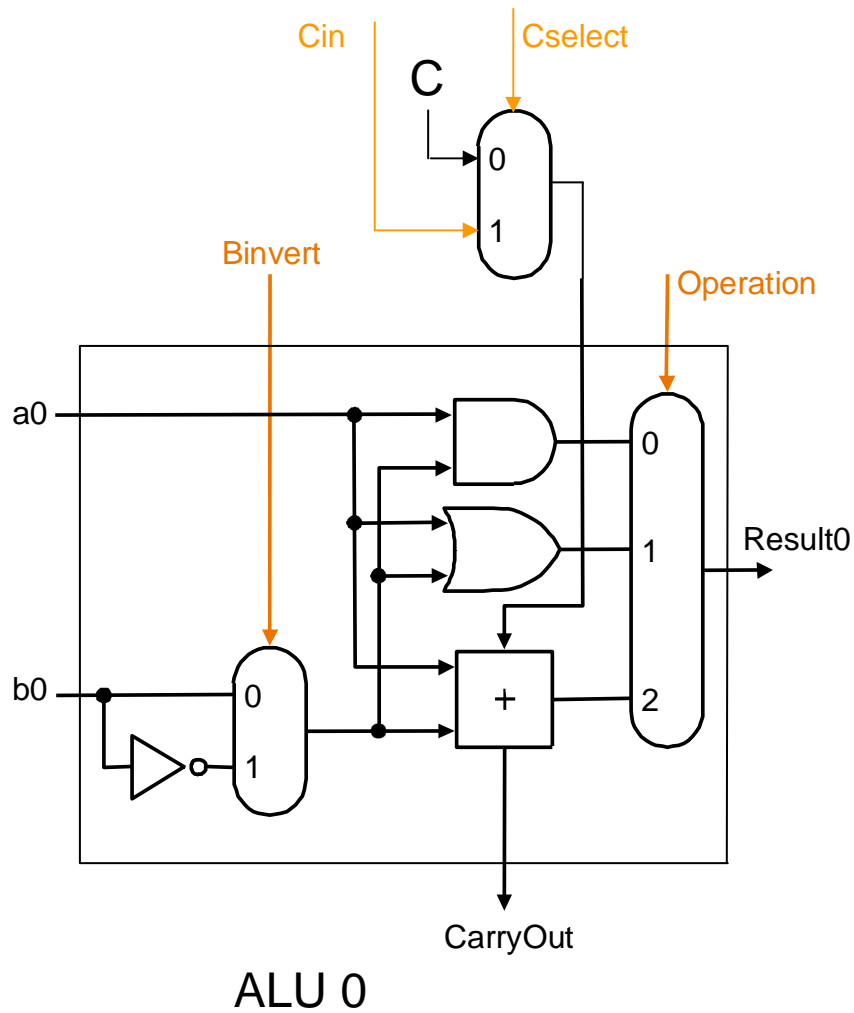 Cin
Cselect
C
0
1
Binvert
Operation
a0
0
1
Result0
b0
0
1
+
2
CarryOut
ALU 0